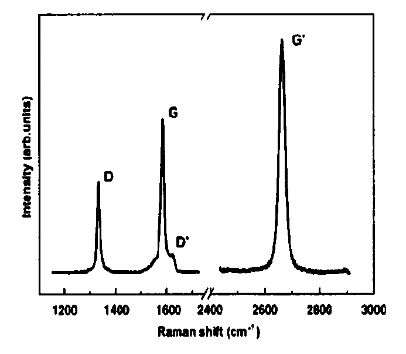 G'
G
D
D'
Intensity (arb.units)
1200 1400 1600 2400 2600 2800 3000
Raman shift (cm⁻¹)